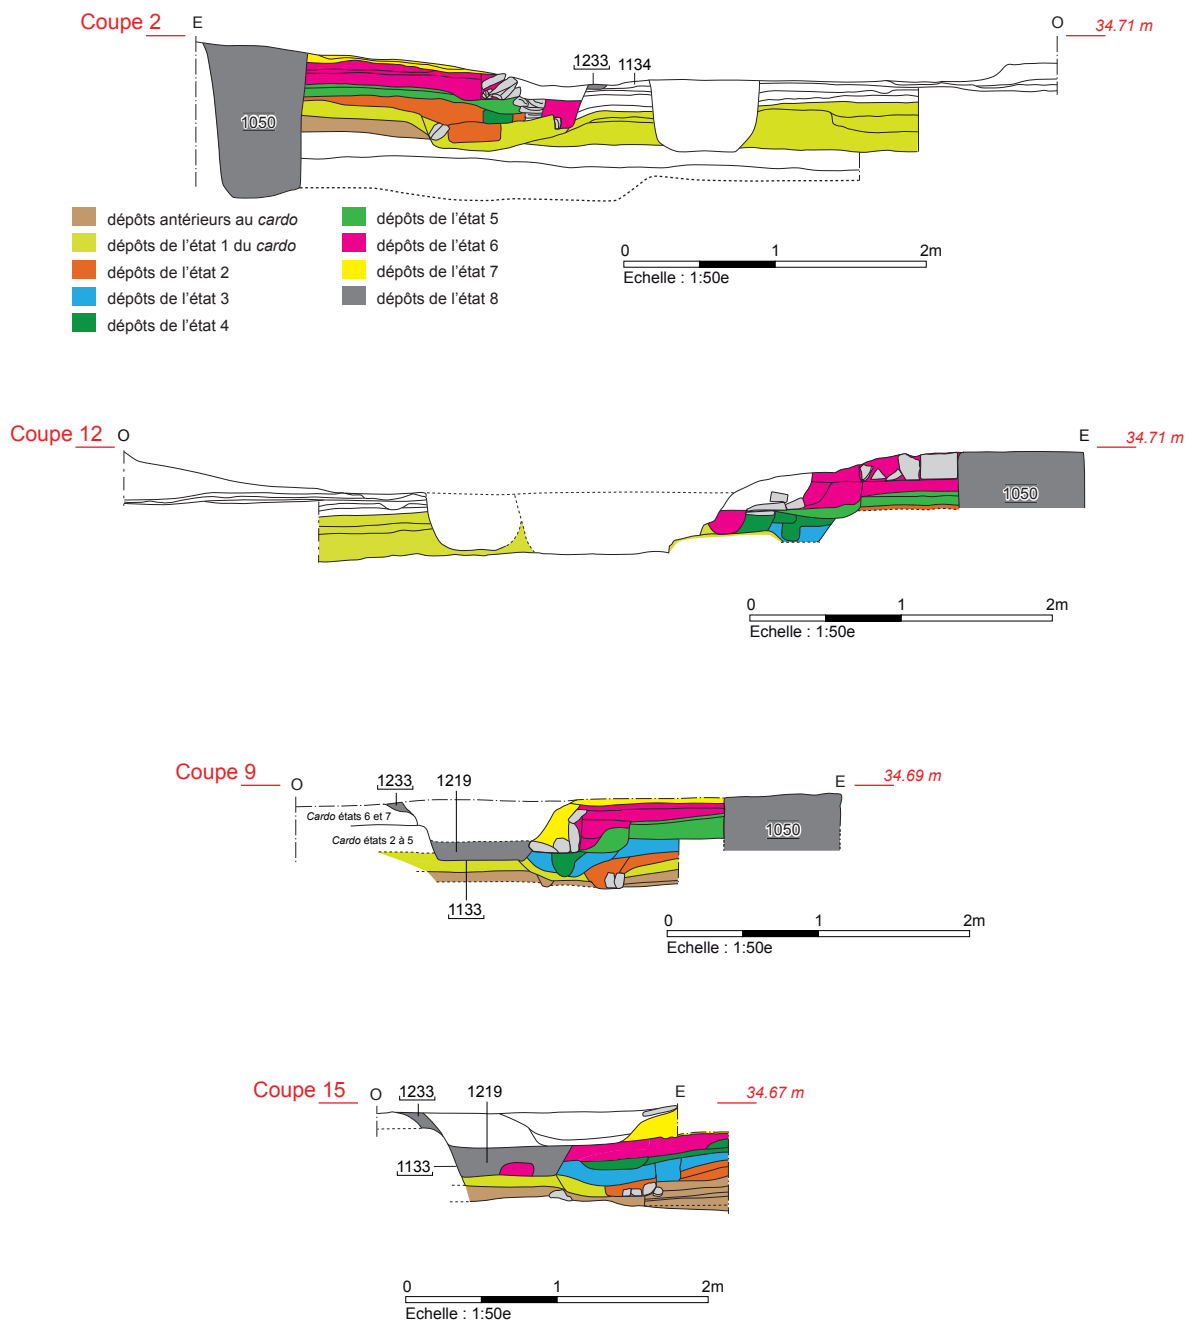 Coupe 2
E
O
34.71 m
1233
1134
1050
dépôts antérieurs au cardo
dépôts de l'état 1 du cardo
dépôts de l'état 2
dépôts de l'état 3
dépôts de l'état 4
dépôts de l'état 5
dépôts de l'état 6
dépôts de l'état 7
dépôts de l'état 8
0 1 2m
Echelle : 1:50e
Coupe 12
O
E
34.71 m
1050
0 1 2m
Echelle : 1:50e
Coupe 9
O
1233
1219
E
34.69 m
Cardo états 6 et 7
Cardo états 2 à 5
1050
1133
0 1 2m
Echelle : 1:50e
Coupe 15
O
1233
1219
E
34.67 m
1133
0 1 2m
Echelle : 1:50e